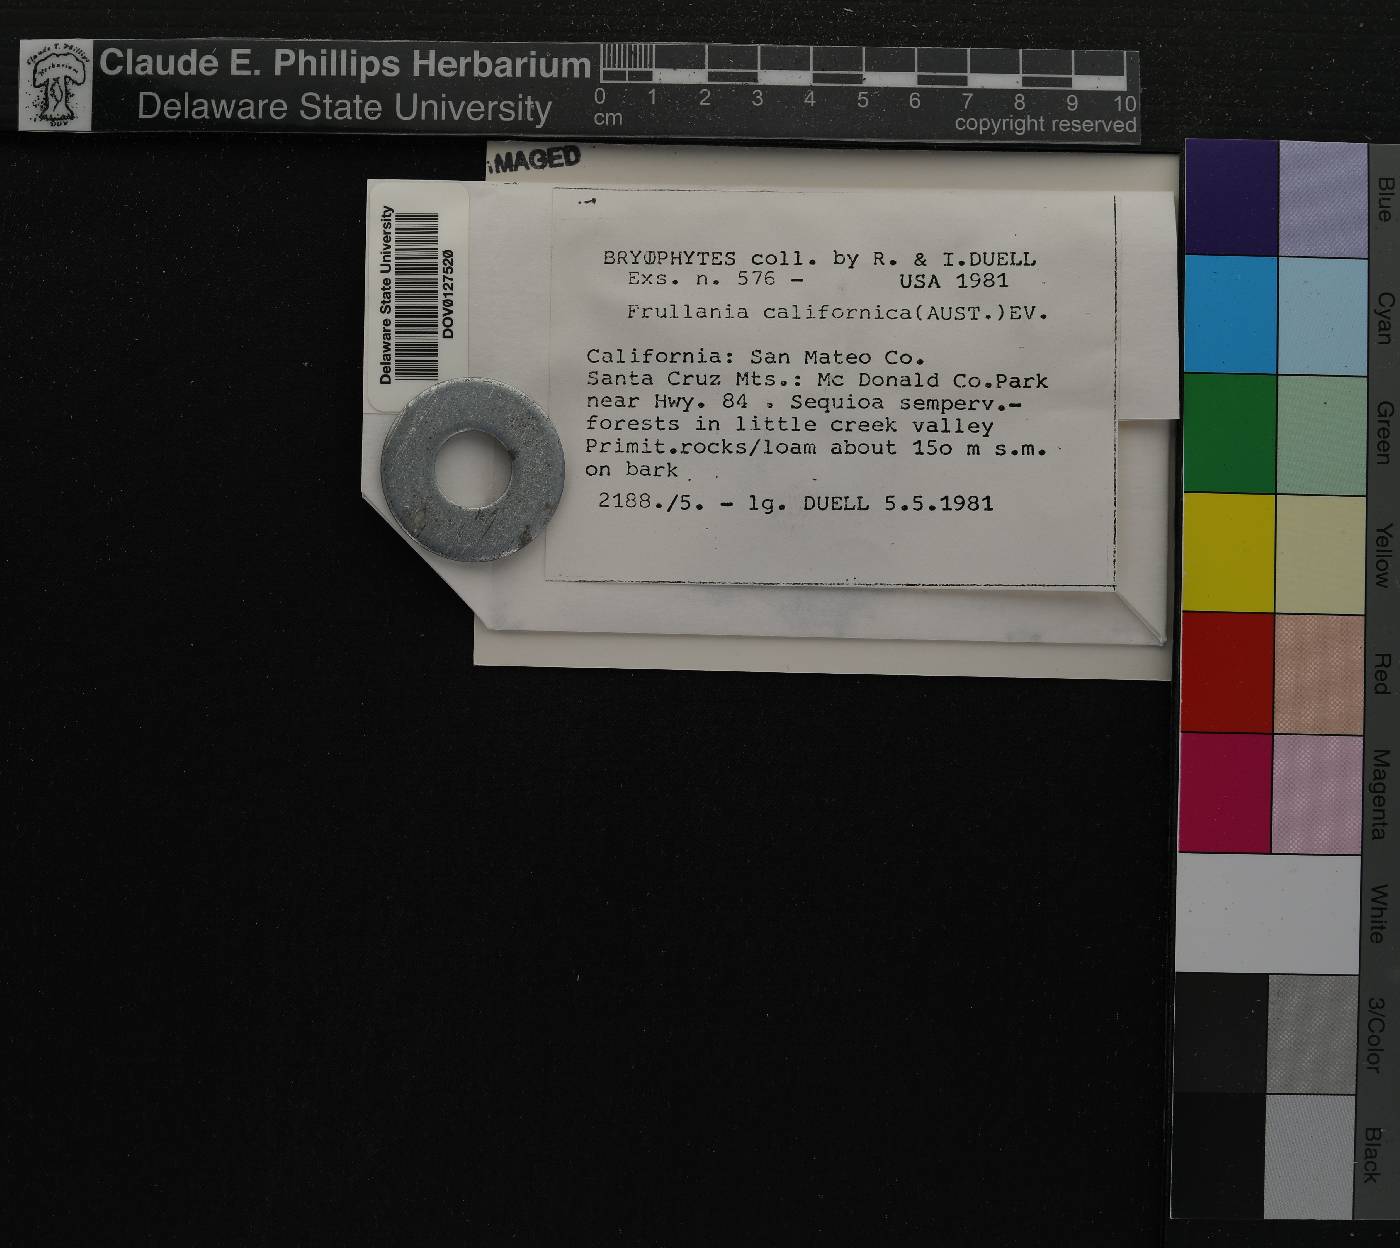 Claude E. Phillips Herbarium
Delaware State University
0 1 2 3 4 5 6 7 8 9 10
cm
copyright reserved
iMAGED
Delaware State University
DOV0127520
BRYOPHYTES coll. by R. & I.DUELL
Exs. n. 576 - USA 1981
Frullania californica(AUST.)EV.
California: San Mateo Co.
Santa Cruz Mts.: Mc Donald Co.Park
near Hwy. 84 . Sequioa semperv.-
forests in little creek valley
Primit.rocks/loam about 15o m s.m.
on bark
2188./5. - lg. DUELL 5.5.1981
Blue
Cyan
Green
Yellow
Red
Magenta
White
3/Color
Black